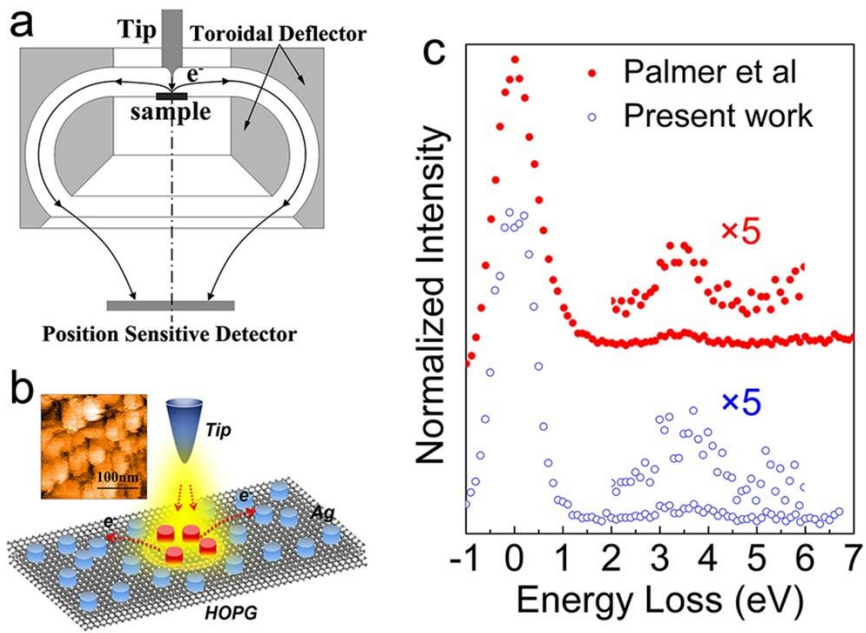 a
Tip
Toroidal Deflector
e-
sample
Position Sensitive Detector
b
100nm
Tip
e-
e-
Ag
HOPG
c
Palmer et al
Present work
×5
×5
Normalized Intensity
-1 0 1 2 3 4 5 6 7
Energy Loss (eV)